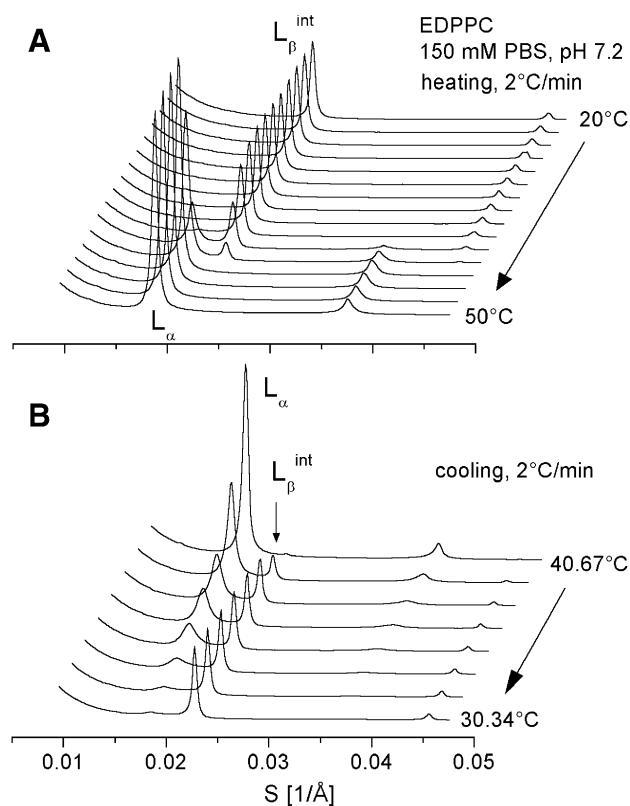 A
L β int
EDPPC
150 mM PBS, pH 7.2
heating, 2°C/min
20°C
50°C
L α
B
L α
L β int
cooling, 2°C/min
40.67°C
30.34°C
0.01 0.02 0.03 0.04 0.05
S [1/Å]